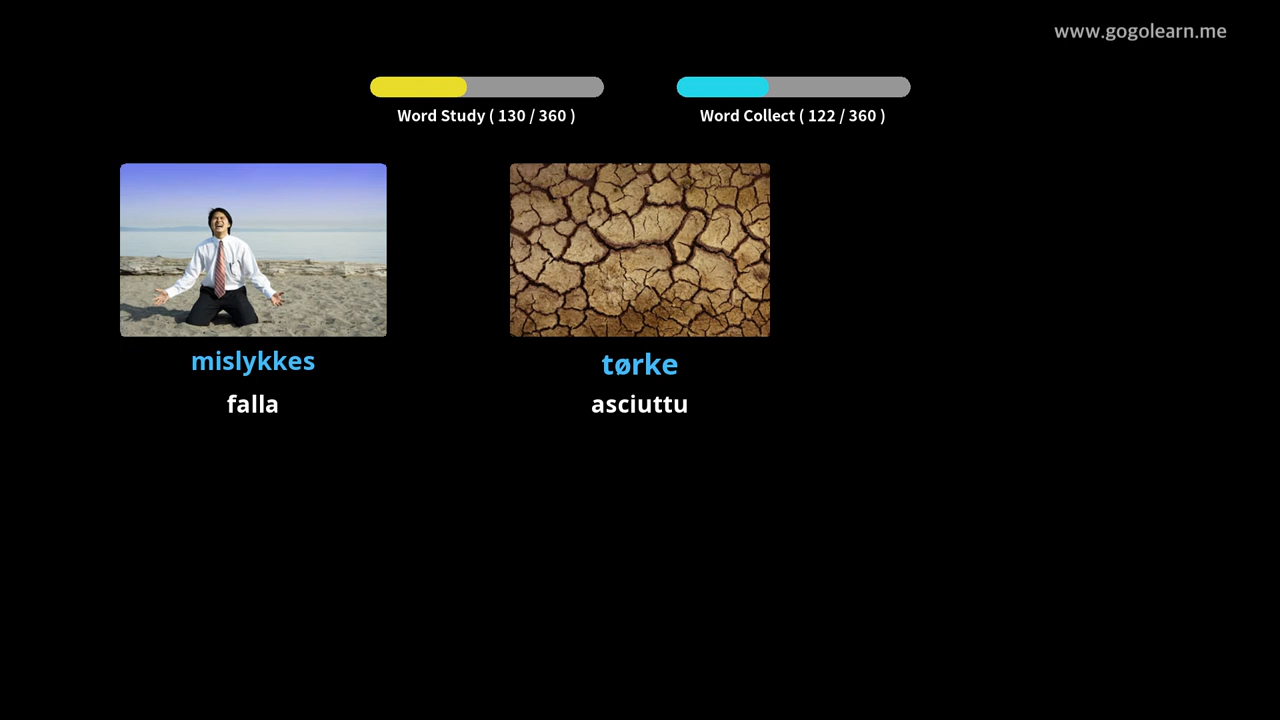 www.gogolearn.me
Word Study ( 130 / 360 )
Word Collect ( 122 / 360 )
mislykkes
falla
tørke
asciuttu